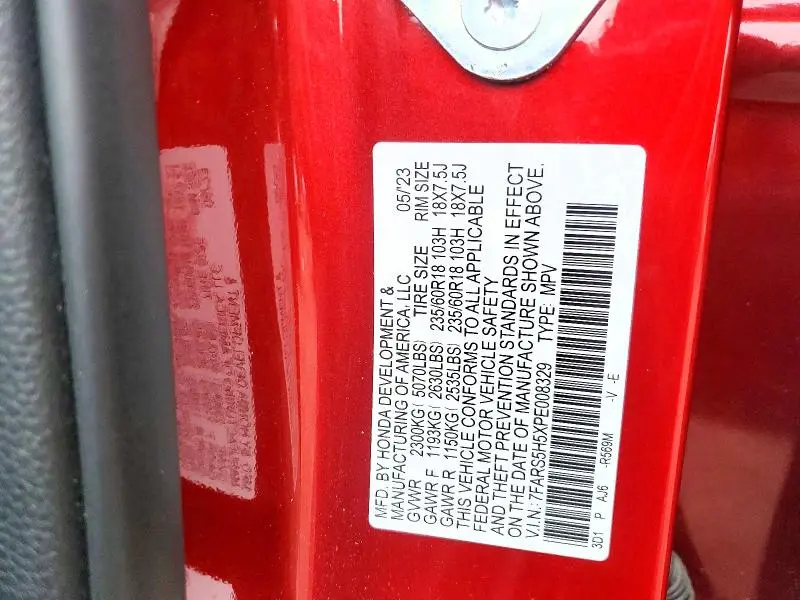 MFD. BY HONDA DEVELOPMENT &
MANUFACTURING OF AMERICA, LLC 05/'23
GVWR 2300KG( 5070LBS) TIRE SIZE RIM SIZE
GAWR F 1193KG( 2630LBS) 235/60R18 103H 18X7.5J
GAWR R 1150KG( 2535LBS) 235/60R18 103H 18X7.5J
THIS VEHICLE CONFORMS TO ALL APPLICABLE
FEDERAL MOTOR VEHICLE SAFETY
AND THEFT PREVENTION STANDARDS IN EFFECT
ON THE DATE OF MANUFACTURE SHOWN ABOVE.
V.I.N.: 7FARS5H5XPE008329 TYPE: MPV
3D1 P AJ6 -R569M -V -E